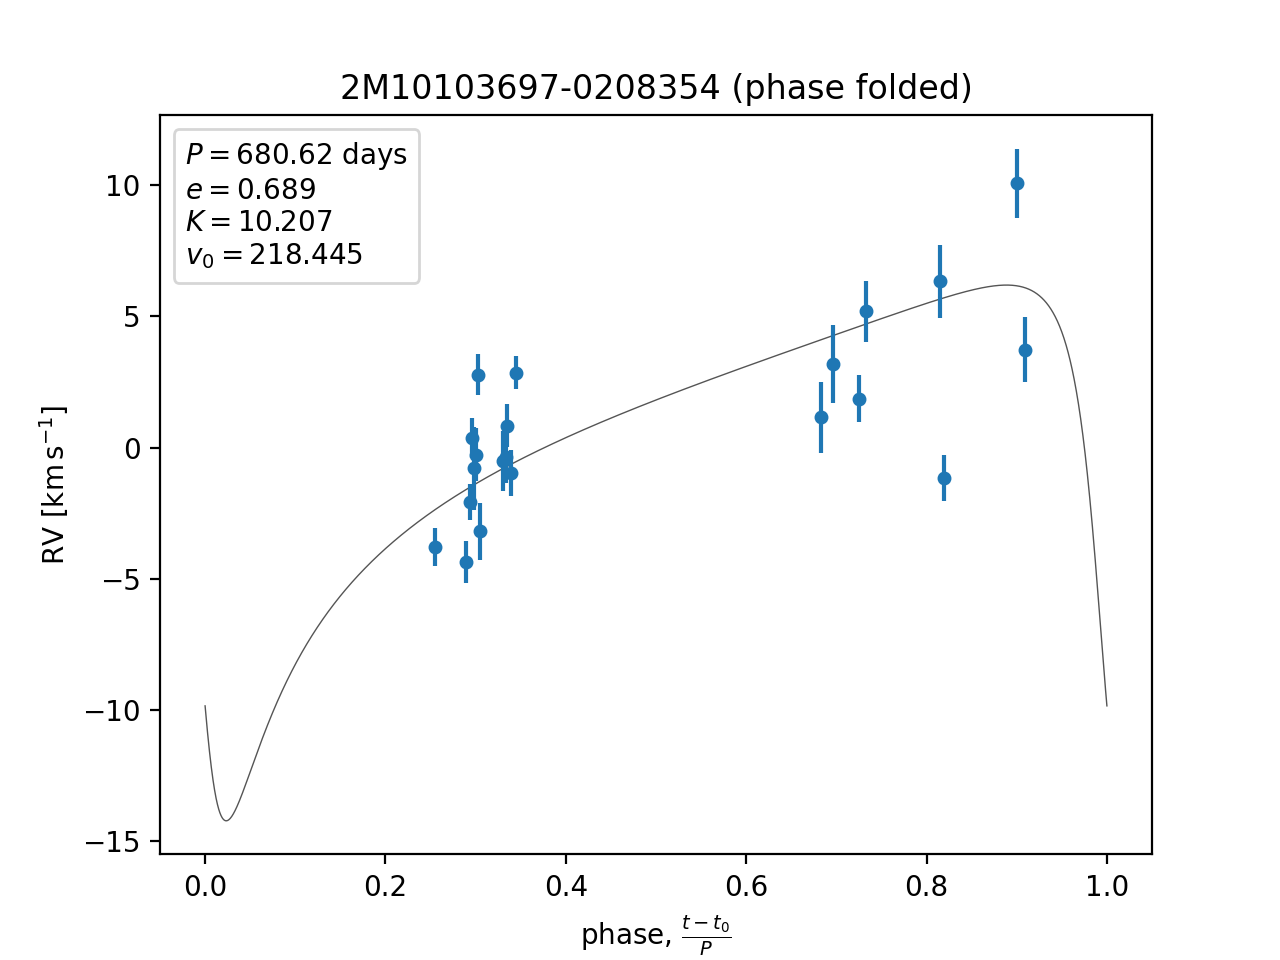 2M10103697-0208354 (phase folded)
P = 680.62 days
e = 0.689
K = 10.207
v₀ = 218.445
10
5
0
−5
−10
−15
RV [km s⁻¹]
0.0 0.2 0.4 0.6 0.8 1.0
phase, (t − t₀)/P